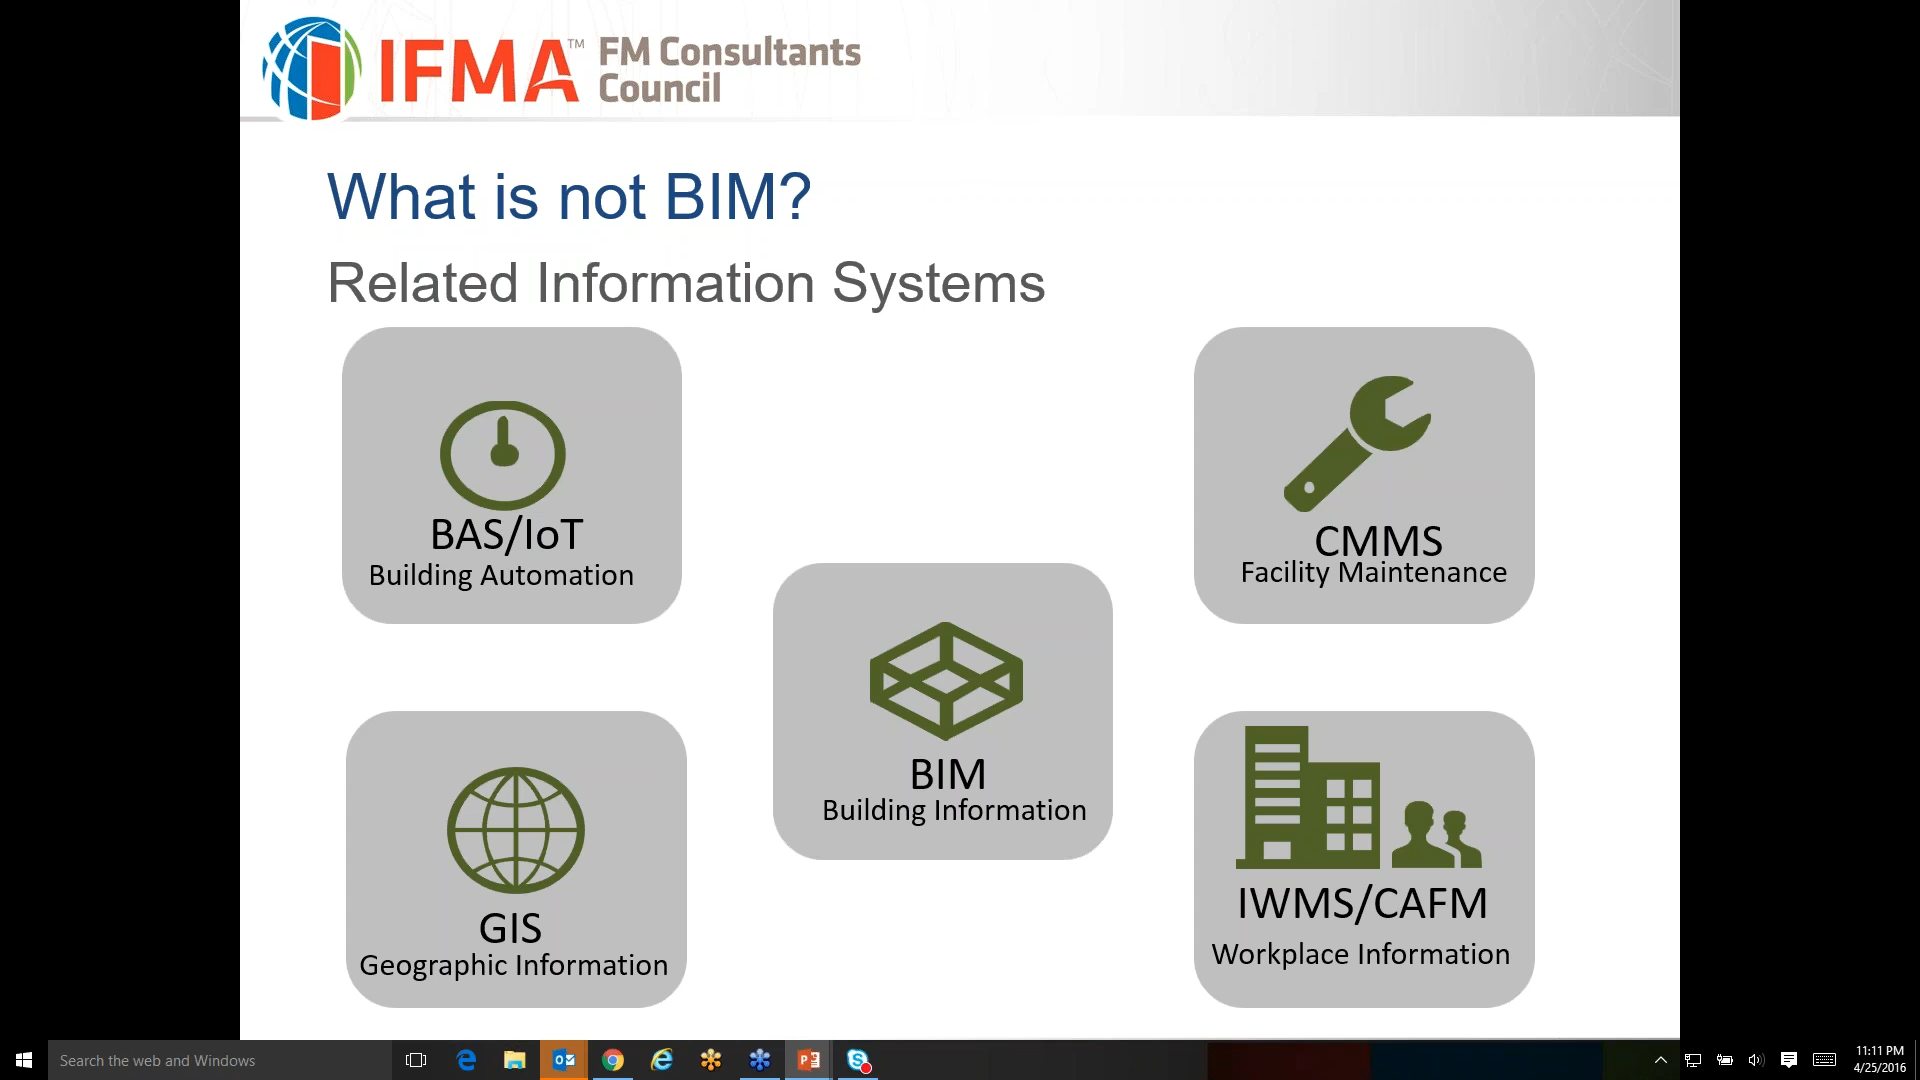 IFMA™ FM Consultants
Council
What is not BIM?
Related Information Systems
BAS/IoT
Building Automation
CMMS
Facility Maintenance
BIM
Building Information
GIS
Geographic Information
IWMS/CAFM
Workplace Information
Search the web and Windows
11:11 PM
4/25/2016